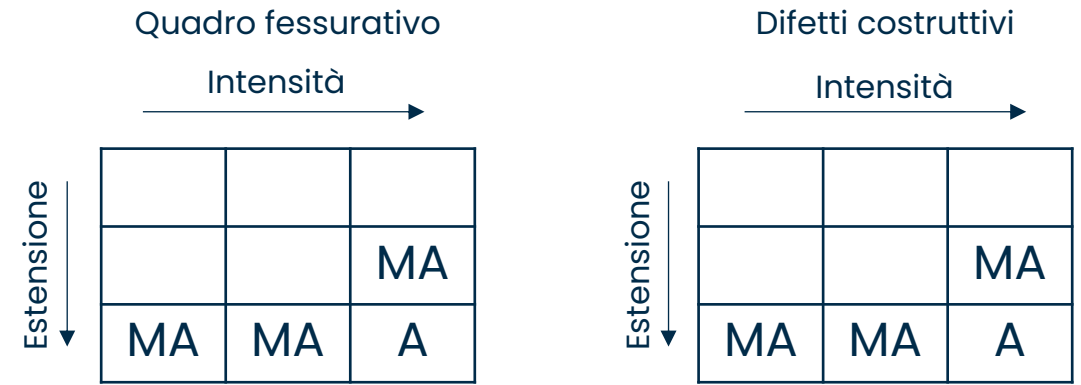 Quadro fessurativo
Intensità
Estensione
MA
MA MA A
Difetti costruttivi
Intensità
Estensione
MA
MA MA A